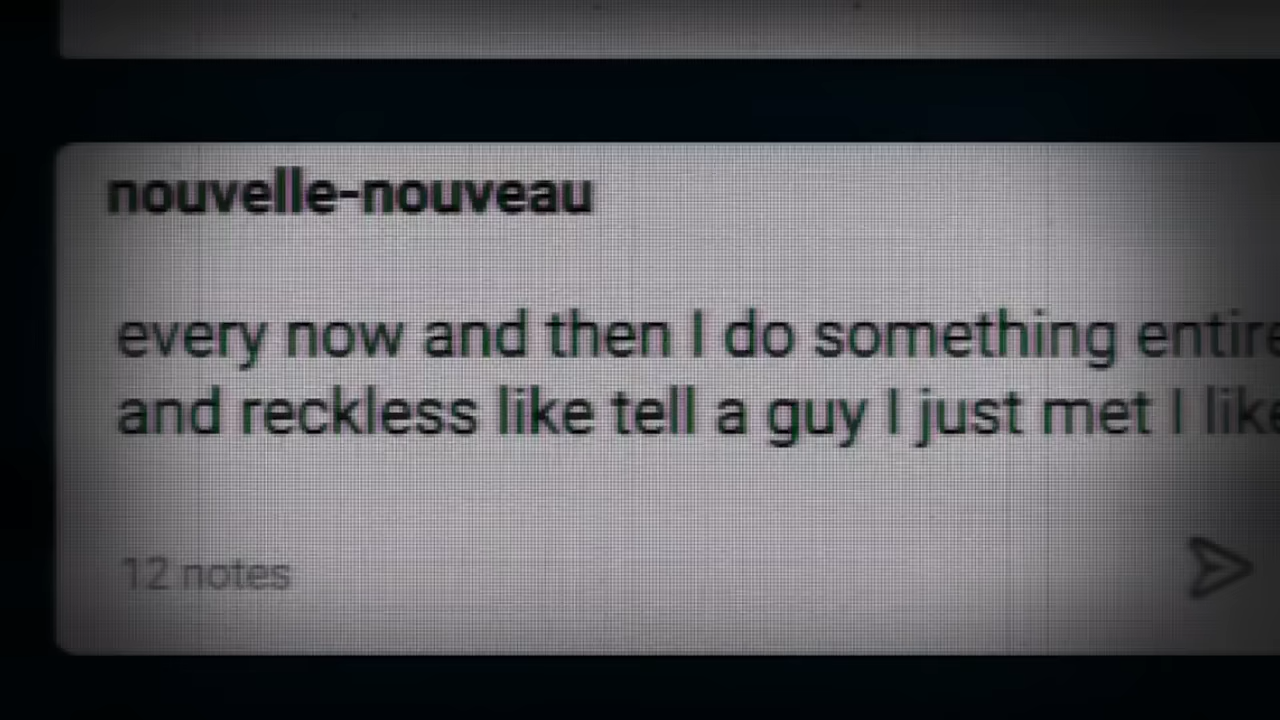 nouvelle-nouveau
every now and then I do something
and reckless like tell a guy I just met I
12 notes